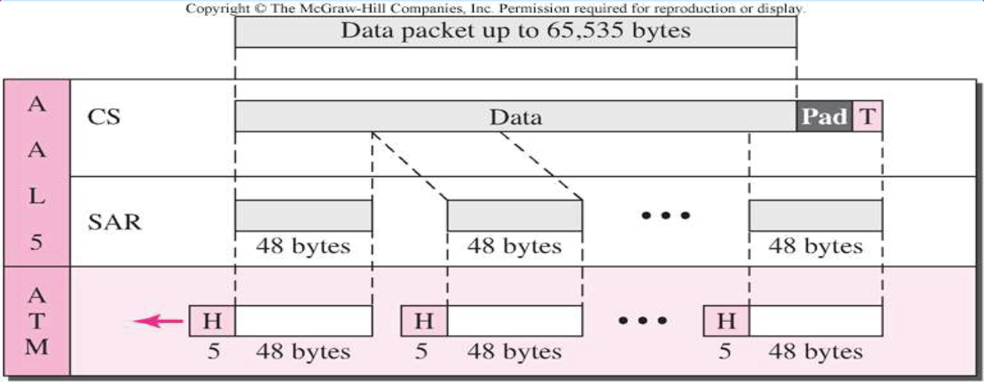 Copyright © The McGraw-Hill Companies, Inc. Permission required for reproduction or display.
Data packet up to 65,535 bytes
A
A
L
5
CS
Data
Pad
T
SAR
•••
48 bytes
48 bytes
48 bytes
A
T
M
H
H
•••
H
5
48 bytes
5
48 bytes
5
48 bytes